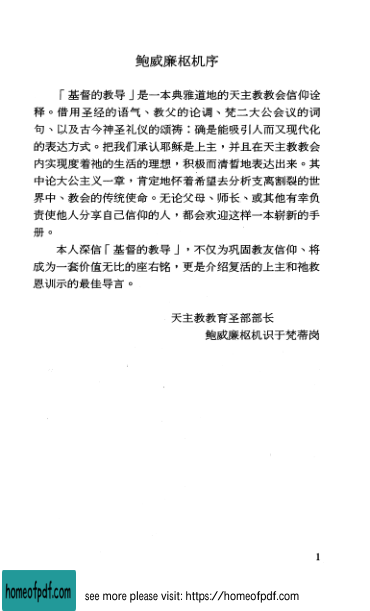 鲍威廉枢机序
「基督的教导」是一本典雅道地的天主教教会信仰诠
释。借用圣经的语气、教父的论调、梵二大公会议的词
句、以及古今神圣礼仪的颂祷：确是能吸引人而又现代化
的表达方式。把我们承认耶稣是上主，并且在天主教教会
内实现度着祂的生活的理想，积极而清晢地表达出来。其
中论大公主义一章，肯定地怀着希望去分析支离割裂的世
界中、教会的传统使命。无论父母、师长、或其他有幸负
责使他人分享自己信仰的人，都会欢迎这样一本崭新的手
册。
本人深信「基督的教导」，不仅为巩固教友信仰、将
成为一套价值无比的座右铭，更是介绍复活的上主和祂救
恩训示的最佳导言。
天主教教育圣部部长
鲍威廉枢机识于梵蒂岗
1
homeofpdf.com
see more please visit: https://homeofpdf.com